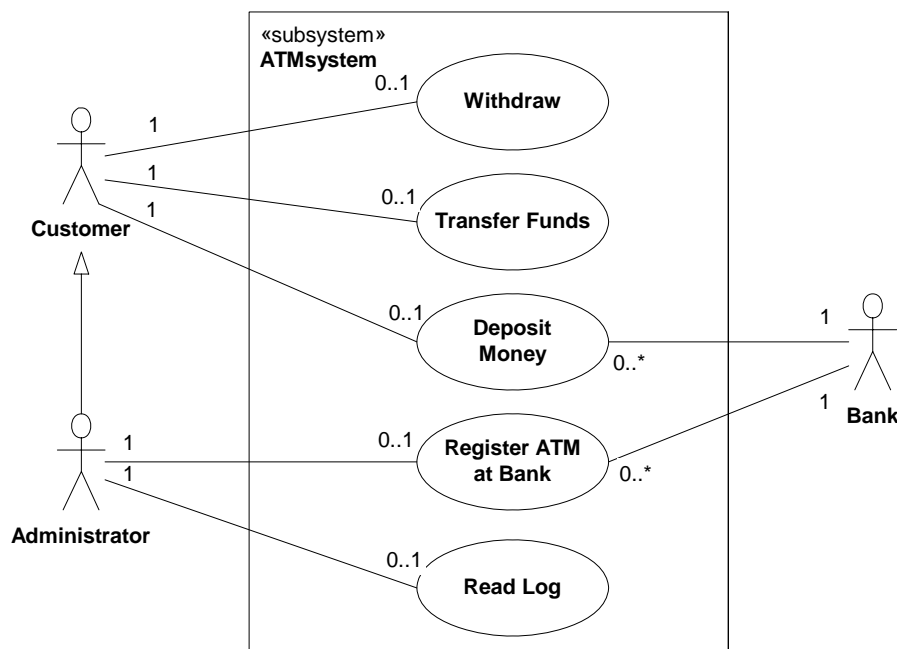 «subsystem»
ATMsystem
0..1
Withdraw
1
1
0..1
Transfer Funds
1
Customer
0..1
Deposit
Money
1
0..*
1
Bank
1
0..1
Register ATM
at Bank
0..*
1
Administrator
0..1
Read Log